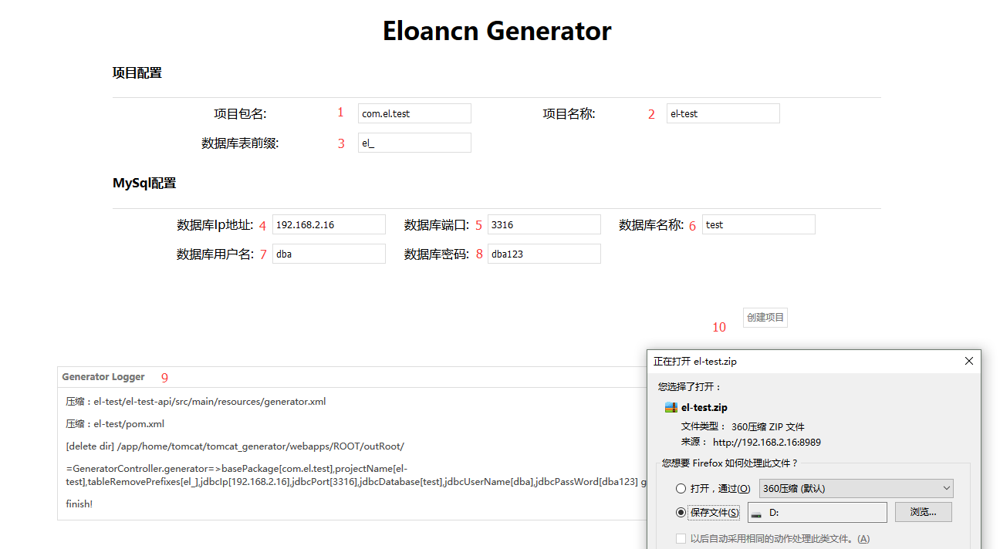 Eloancn Generator
项目配置
项目包名: 1 com.el.test 项目名称: 2 el-test
数据库表前缀: 3 el_
MySql配置
数据库Ip地址: 4 192.168.2.16 数据库端口: 5 3316 数据库名称: 6 test
数据库用户名: 7 dba 数据库密码: 8 dba123
创建项目
10
Generator Logger 9
压缩：el-test/el-test-api/src/main/resources/generator.xml
压缩：el-test/pom.xml
[delete dir] /app/home/tomcat/tomcat_generator/webapps/ROOT/outRoot/
=GeneratorController.generator=>basePackage[com.el.test],projectName[el-
test],tableRemovePrefixes[el_],jdbcIp[192.168.2.16],jdbcPort[3316],jdbcDatabase[test],jdbcUserName[dba],jdbcPassWord[dba123] g
finish!
正在打开 el-test.zip
您选择了打开：
el-test.zip
文件类型： 360压缩 ZIP 文件
来源： http://192.168.2.16:8989
您想要 Firefox 如何处理此文件？
打开，通过(O) 360压缩 (默认)
保存文件(S) D: 浏览...
以后自动采用相同的动作处理此类文件。(A)